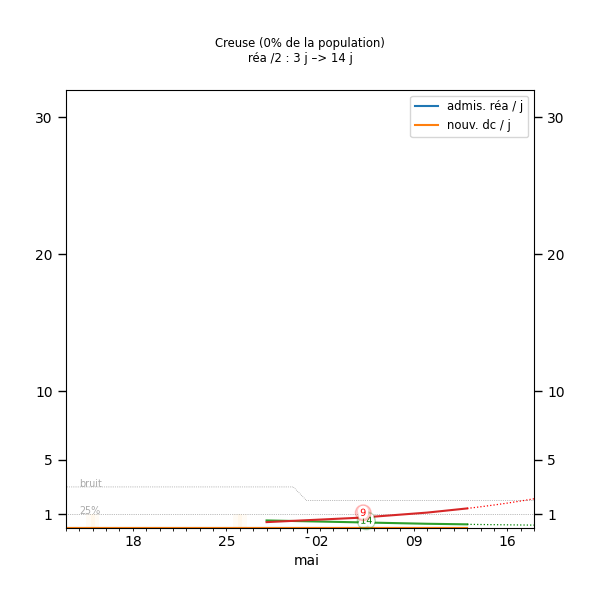 Creuse (0% de la population)
réa /2 : 3 j –> 14 j
admis. réa / j
nouv. dc / j
30 30
20 20
10 10
5 5
bruit
25%
1 9 14 1
18 25 02 09 16
mai